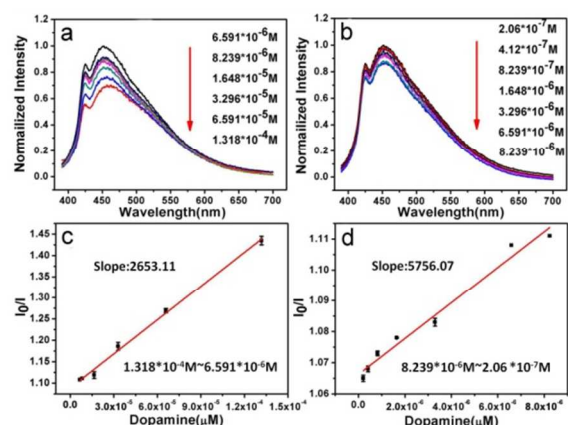 a
6.591*10-6M
8.239*10-6M
1.648*10-5M
3.296*10-5M
6.591*10-5M
1.318*10-4M
Normailized Intensity
1.0
0.8
0.6
0.4
0.2
0.0
400 450 500 550 600 650 700
Wavelength(nm)
b
2.06*10-7M
4.12*10-7M
8.239*10-7M
1.648*10-6M
3.296*10-6M
6.591*10-6M
8.239*10-6M
Normailized Intensity
1.0
0.8
0.6
0.4
0.2
0.0
400 450 500 550 600 650 700
Wavelength(nm)
c
Slope:2653.11
1.318*10-4M~6.591*10-6M
I0/I
1.45
1.40
1.35
1.30
1.25
1.20
1.15
1.10
0.0 3.0x10-5 6.0x10-5 9.0x10-5 1.2x10-4 1.5x10-4
Dopamine(μM)
d
Slope:5756.07
8.239*10-6M~2.06 *10-7M
I0/I
1.11
1.10
1.09
1.08
1.07
1.06
0.0 2.0x10-6 4.0x10-6 6.0x10-6 8.0x10-6
Dopamine(μM)